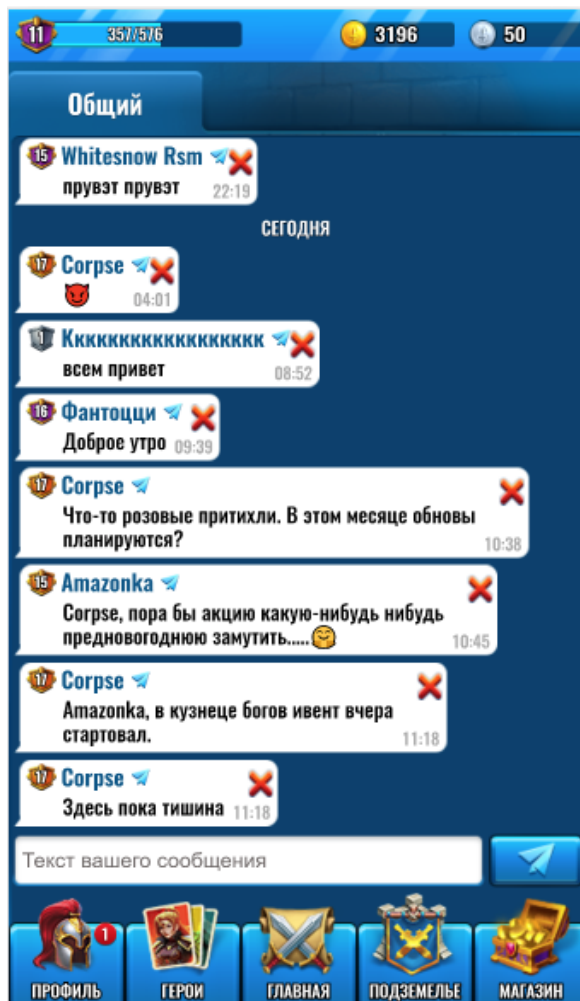 11 357/576 3196 50
Общий
15 Whitesnow Rsm
прувэт прувэт 22:19
СЕГОДНЯ
17 Corpse
04:01
1 Кккккккккккккккккк
всем привет 08:52
16 Фантоцци
Доброе утро 09:39
17 Corpse
Что-то розовые притихли. В этом месяце обновы
планируются? 10:38
15 Amazonka
Corpse, пора бы акцию какую-нибудь нибудь
предновогоднюю замутить..... 10:45
17 Corpse
Amazonka, в кузнеце богов ивент вчера
стартовал. 11:18
17 Corpse
Здесь пока тишина 11:18
Текст вашего сообщения
1
ПРОФИЛЬ ГЕРОИ ГЛАВНАЯ ПОДЗЕМЕЛЬЕ МАГАЗИН